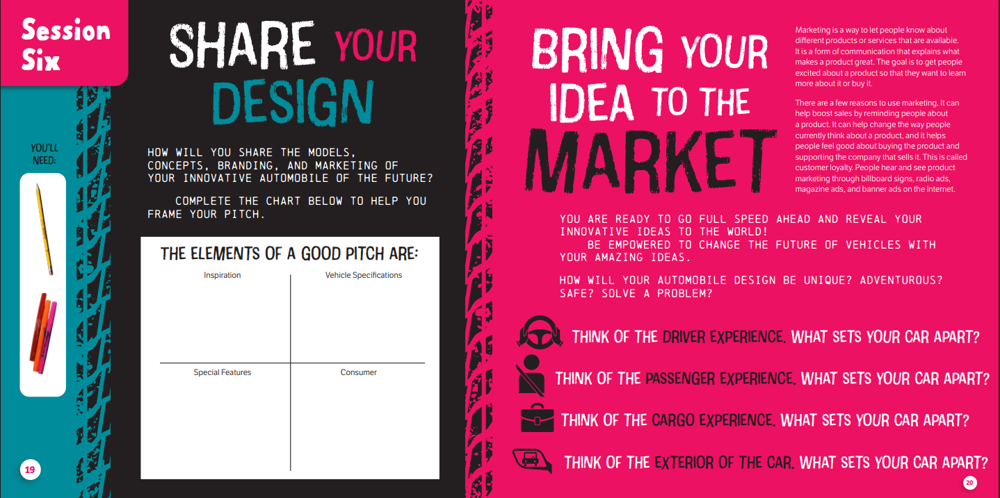 Session
Six
SHARE YOUR
DESIGN
YOU'LL
NEED:
HOW WILL YOU SHARE THE MODELS,
CONCEPTS, BRANDING, AND MARKETING OF
YOUR INNOVATIVE AUTOMOBILE OF THE FUTURE?
COMPLETE THE CHART BELOW TO HELP YOU
FRAME YOUR PITCH.
THE ELEMENTS OF A GOOD PITCH ARE:
Inspiration
Vehicle Specifications
Special Features
Consumer
19
BRING YOUR
IDEA TO THE
MARKET
Marketing is a way to let people know about
different products or services that are available.
It is a form of communication that explains what
makes a product great. The goal is to get people
excited about a product so that they want to learn
more about it or buy it.
There are a few reasons to use marketing. It can
help boost sales by reminding people about
a product. It can help change the way people
currently think about a product, and it helps
people feel good about buying the product and
supporting the company that sells it. This is called
customer loyalty. People hear and see product
marketing through billboard signs, radio ads,
magazine ads, and banner ads on the Internet.
YOU ARE READY TO GO FULL SPEED AHEAD AND REVEAL YOUR
INNOVATIVE IDEAS TO THE WORLD!
BE EMPOWERED TO CHANGE THE FUTURE OF VEHICLES WITH
YOUR AMAZING IDEAS.
HOW WILL YOUR AUTOMOBILE DESIGN BE UNIQUE? ADVENTUROUS?
SAFE? SOLVE A PROBLEM?
THINK OF THE DRIVER EXPERIENCE. WHAT SETS YOUR CAR APART?
THINK OF THE PASSENGER EXPERIENCE. WHAT SETS YOUR CAR APART?
THINK OF THE CARGO EXPERIENCE. WHAT SETS YOUR CAR APART?
THINK OF THE EXTERIOR OF THE CAR. WHAT SETS YOUR CAR APART?
20